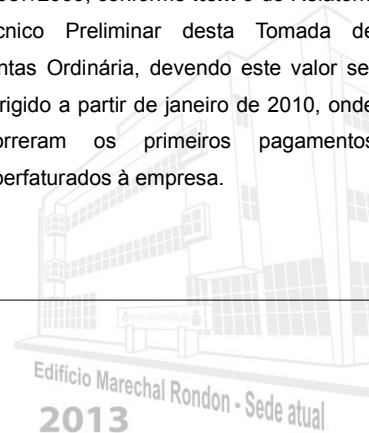 conforme
Técnico Preliminar desta Tomada de
Contas Ordinária, devendo este valor ser
corrigido a partir de janeiro de 2010, onde
ocorreram os primeiros pagamentos
superfaturados à empresa.
Edifício Marechal Rondon - Sede atual
2013